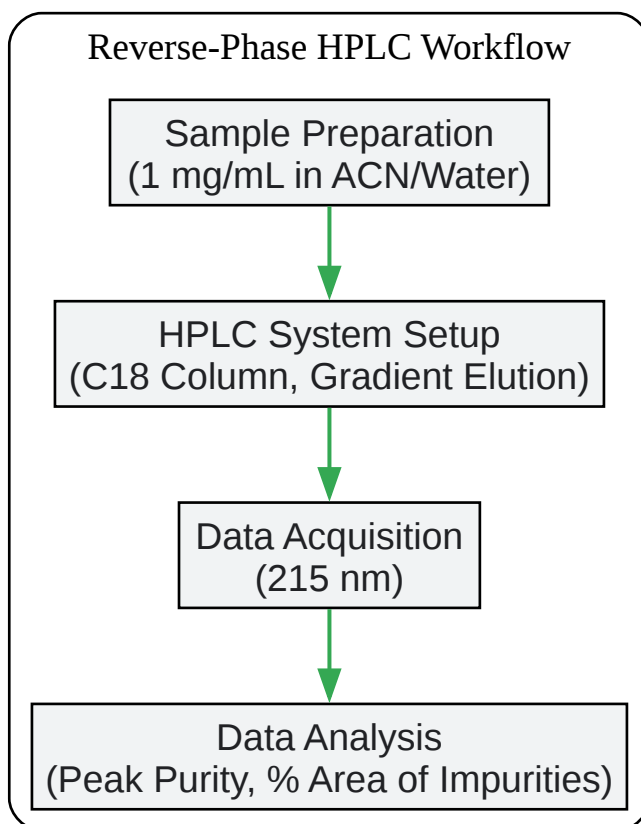 Reverse-Phase HPLC Workflow
Sample Preparation
(1 mg/mL in ACN/Water)
HPLC System Setup
(C18 Column, Gradient Elution)
Data Acquisition
(215 nm)
Data Analysis
(Peak Purity, % Area of Impurities)